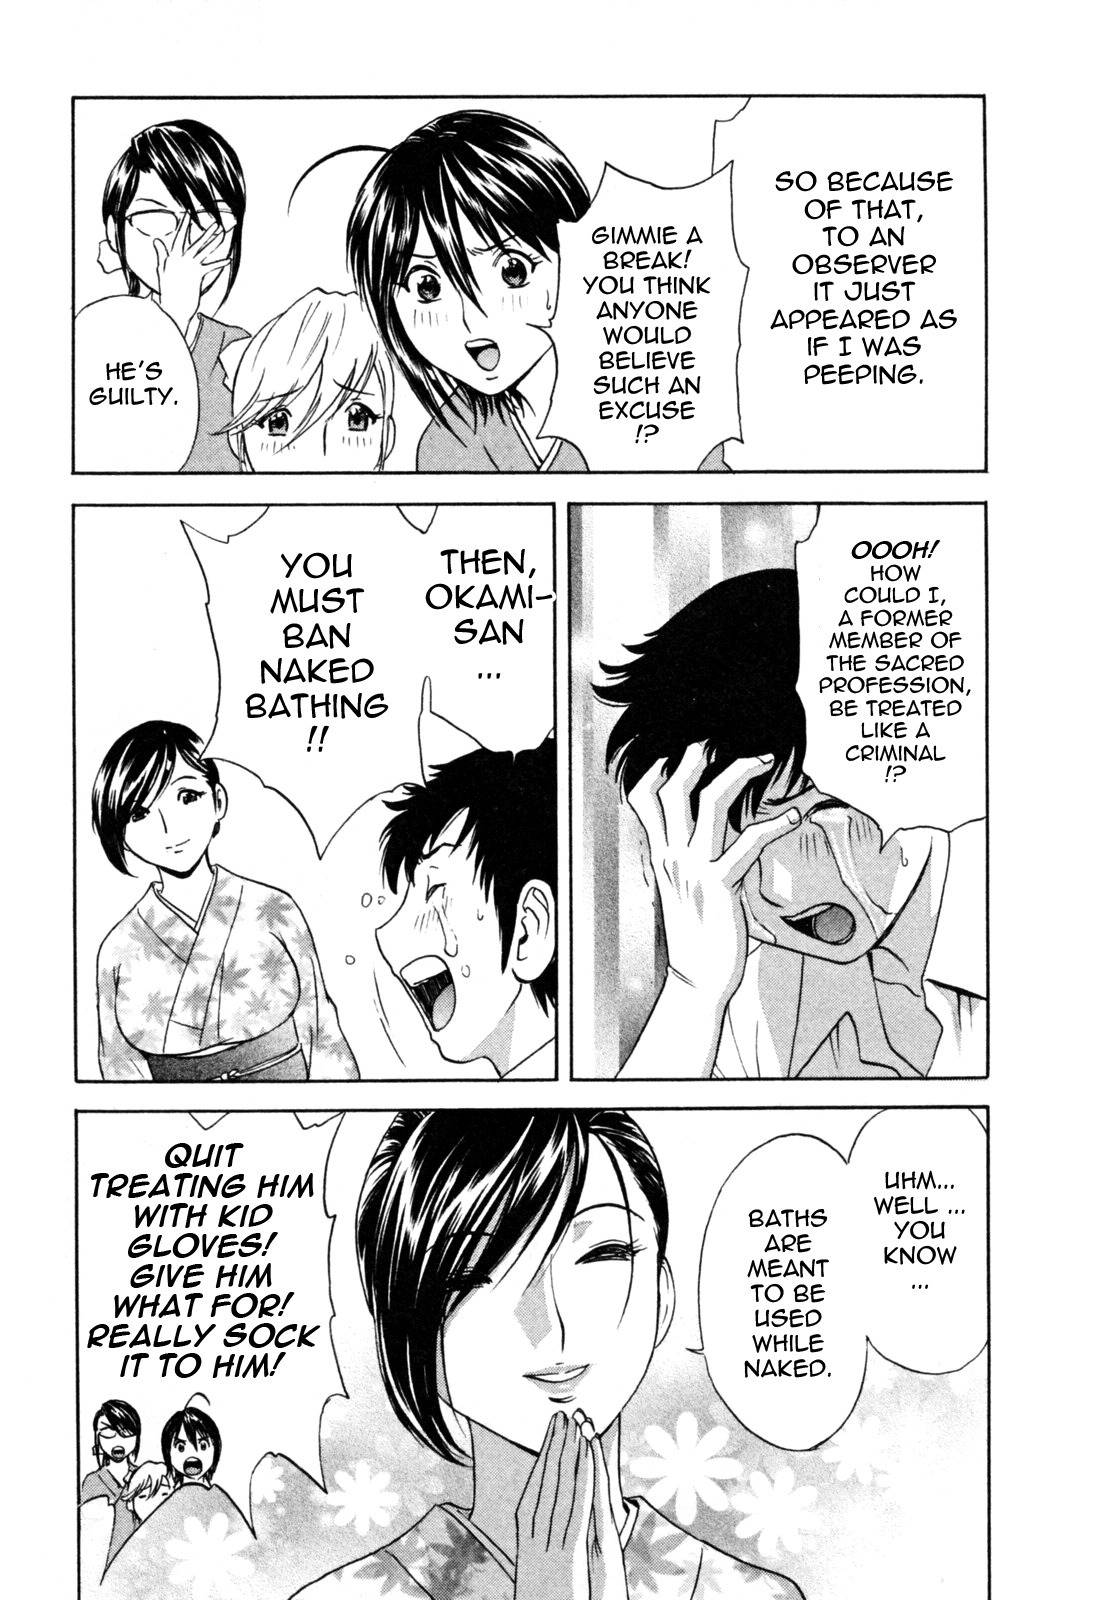 SO BECAUSE
OF THAT,
TO AN
OBSERVER
IT JUST
APPEARED AS
IF I WAS
PEEPING.
GIMMIE A
BREAK!
YOU THINK
ANYONE
WOULD
BELIEVE
SUCH AN
EXCUSE
!?
HE'S
GUILTY.
OOOH!
HOW
COULD I,
A FORMER
MEMBER OF
THE SACRED
PROFESSION,
BE TREATED
LIKE A
CRIMINAL
!?
THEN,
OKAMI-
SAN
...
YOU
MUST
BAN
NAKED
BATHING
!!
UHM...
WELL ...
YOU
KNOW
...
BATHS
ARE
MEANT
TO BE
USED
WHILE
NAKED.
QUIT
TREATING HIM
WITH KID
GLOVES!
GIVE HIM
WHAT FOR!
REALLY SOCK
IT TO HIM!